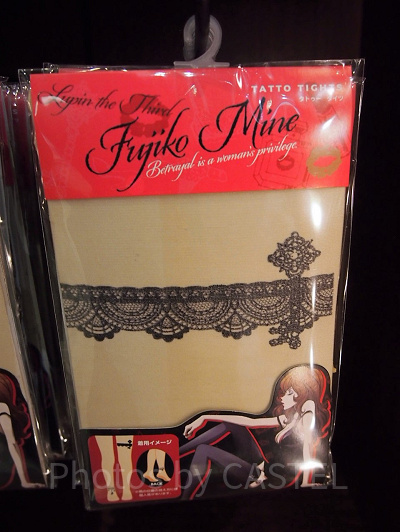 Lupin the Third
TATTO TIGHTS
Fujiko Mine
Betrayal is a woman's privilege.
着用イメージ
BACK
Photo by CASTEL